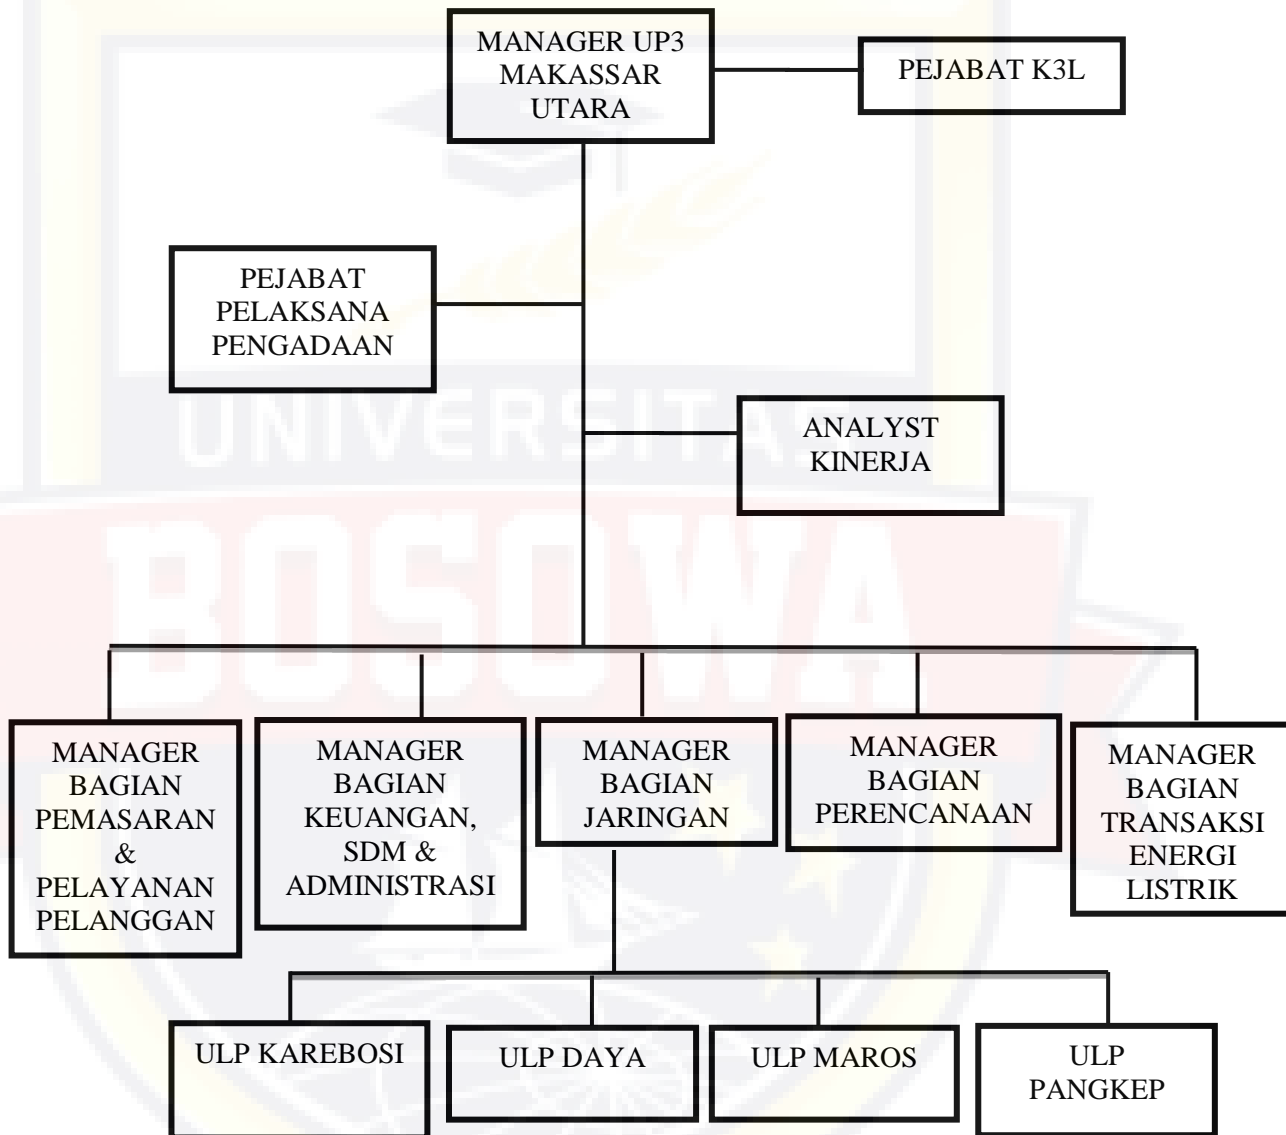 MANAGER UP3
MAKASSAR
UTARA
PEJABAT K3L
PEJABAT
PELAKSANA
PENGADAAN
ANALYST
KINERJA
UNIVERSITAS
BOSOWA
MANAGER
BAGIAN
PEMASARAN
&
PELAYANAN
PELANGGAN
MANAGER
BAGIAN
KEUANGAN,
SDM &
ADMINISTRASI
MANAGER
BAGIAN
JARINGAN
MANAGER
BAGIAN
PERENCANAAN
MANAGER
BAGIAN
TRANSAKSI
ENERGI
LISTRIK
ULP KAREBOSI
ULP DAYA
ULP MAROS
ULP
PANGKEP